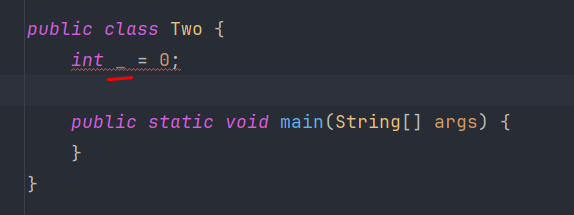 public class Two {
int _ = 0;
public static void main(String[] args) {
}
}